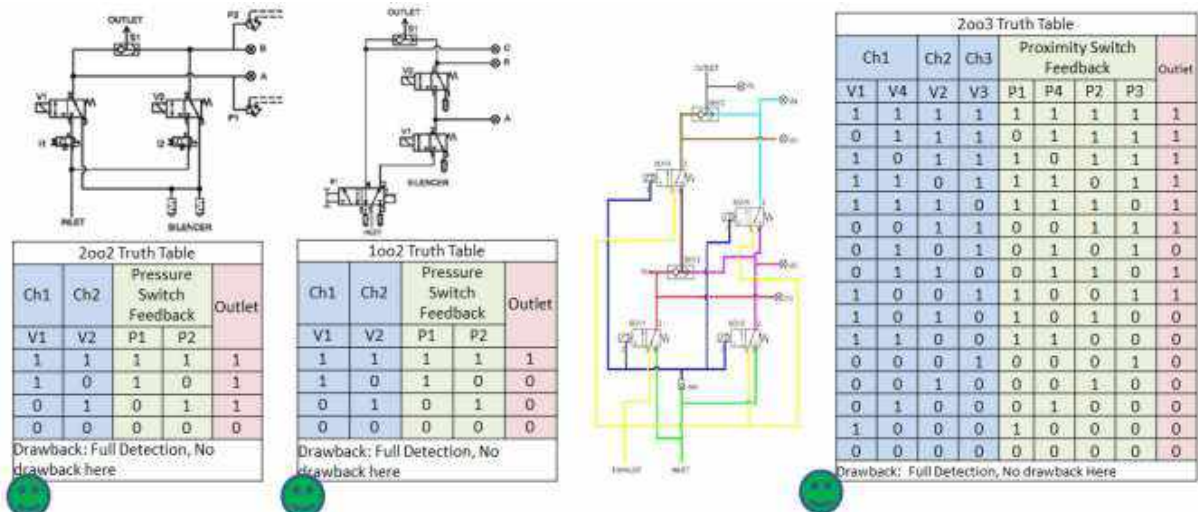 OUTLET
S1
P2
B
A
V1
V2
P1
I1
I2
INLET
SILENCER
OUTLET
S1
C
B
V2
A
V1
SILENCER
INLET
OUTLET
EXHAUST
INLET
2oo2 Truth Table
Ch1 Ch2 Pressure
Switch
Feedback
Outlet
V1 V2 P1 P2
1 1 1 1 1
1 0 1 0 1
0 1 0 1 1
0 0 0 0 0
Drawback: Full Detection, No
drawback here
1oo2 Truth Table
Ch1 Ch2 Pressure
Switch
Feedback
Outlet
V1 V2 P1 P2
1 1 1 1 1
1 0 1 0 0
0 1 0 1 0
0 0 0 0 0
Drawback: Full Detection, No
drawback here
2oo3 Truth Table
Ch1 Ch2 Ch3 Proximity Switch
Feedback
Outlet
V1 V4 V2 V3 P1 P4 P2 P3
1 1 1 1 1 1 1 1 1
0 1 1 1 0 1 1 1 1
1 0 1 1 1 0 1 1 1
1 1 0 1 1 1 0 1 1
1 1 1 0 1 1 1 0 1
0 0 1 1 0 0 1 1 1
0 1 0 1 0 1 0 1 0
0 1 1 0 0 1 1 0 1
1 0 0 1 1 0 0 1 1
1 0 1 0 1 0 1 0 0
1 1 0 0 1 1 0 0 0
0 0 0 1 0 0 0 1 0
0 0 1 0 0 0 1 0 0
0 1 0 0 0 1 0 0 0
1 0 0 0 1 0 0 0 0
0 0 0 0 0 0 0 0 0
Drawback: Full Detection, No drawback Here